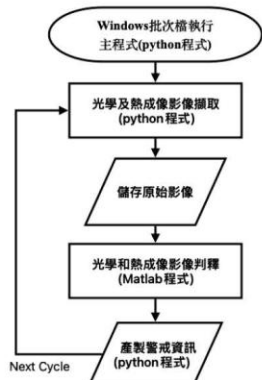 Windows批次檔執行
主程式(python程式)
光學及熱成像影像擷取
(python程式)
儲存原始影像
光學和熱成像影像判釋
(Matlab程式)
產製警戒資訊
(python程式)
Next Cycle